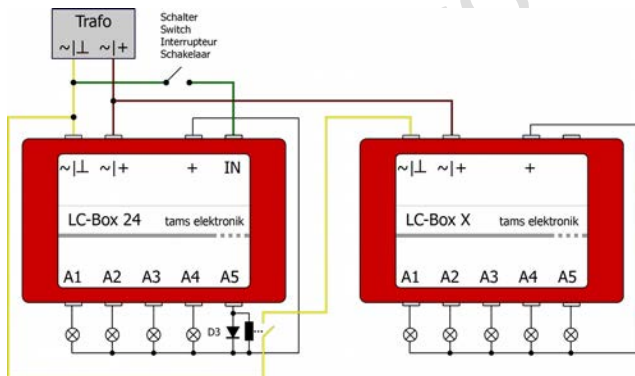 Trafo
~|⊥ ~|+
Schalter
Switch
Interrupteur
Schakelaar
~|⊥ ~|+ + IN
LC-Box 24 tams elektronik
A1 A2 A3 A4 A5
D3
~|⊥ ~|+ +
LC-Box X tams elektronik
A1 A2 A3 A4 A5